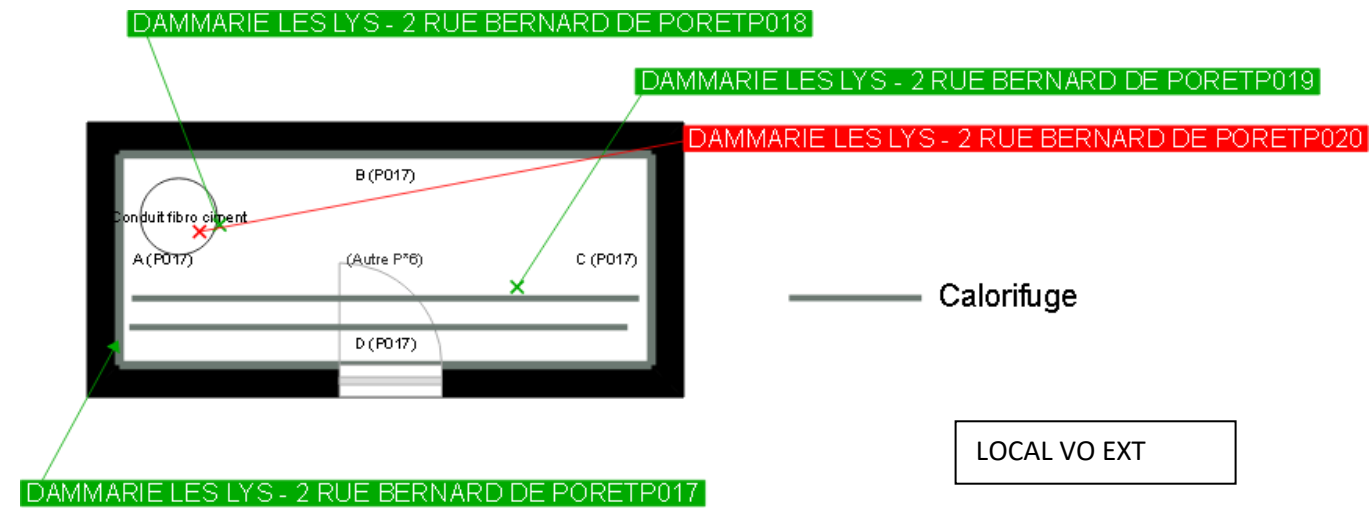 DAMMARIE LES LYS - 2 RUE BERNARD DE PORETP018
DAMMARIE LES LYS - 2 RUE BERNARD DE PORETP019
DAMMARIE LES LYS - 2 RUE BERNARD DE PORETP020
B (P017)
Conduit fibro ciment
A (P017)
(Autre P*6)
C (P017)
Calorifuge
D (P017)
LOCAL VO EXT
DAMMARIE LES LYS - 2 RUE BERNARD DE PORETP017